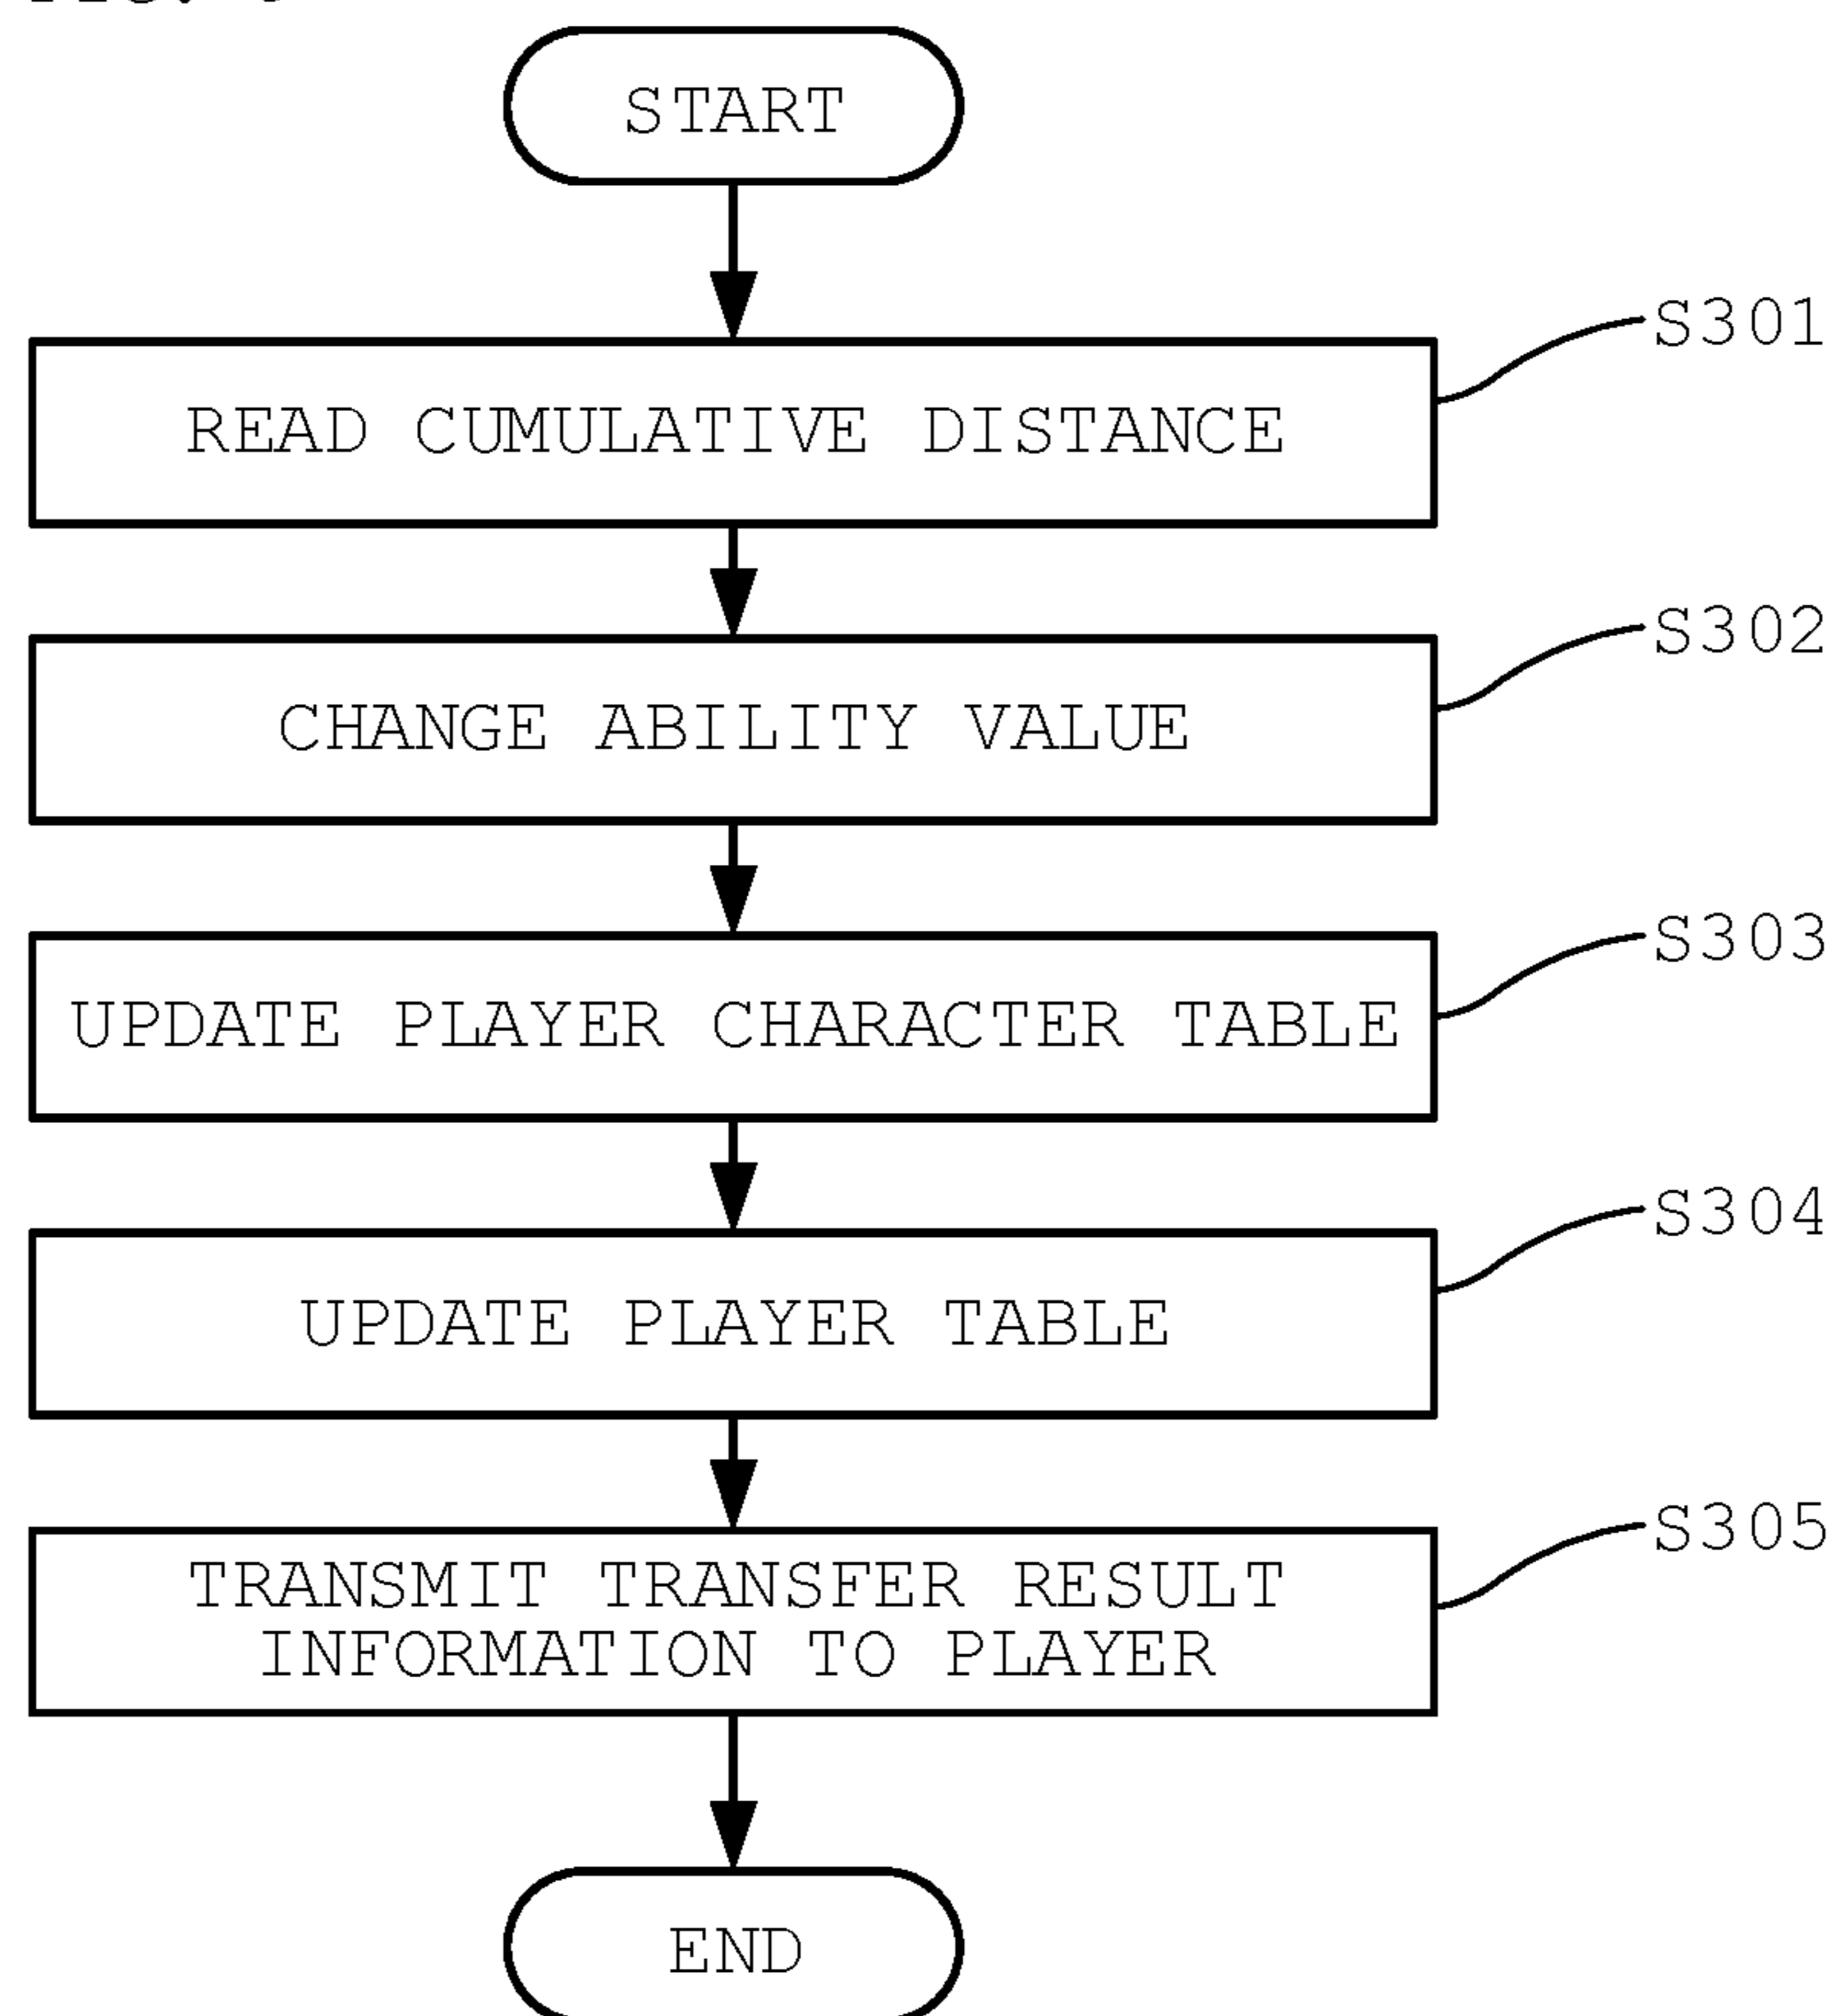 START
S301
READ CUMULATIVE DISTANCE
S302
CHANGE ABILITY VALUE
S303
UPDATE PLAYER CHARACTER TABLE
S304
UPDATE PLAYER TABLE
S305
TRANSMIT TRANSFER RESULT
INFORMATION TO PLAYER
END